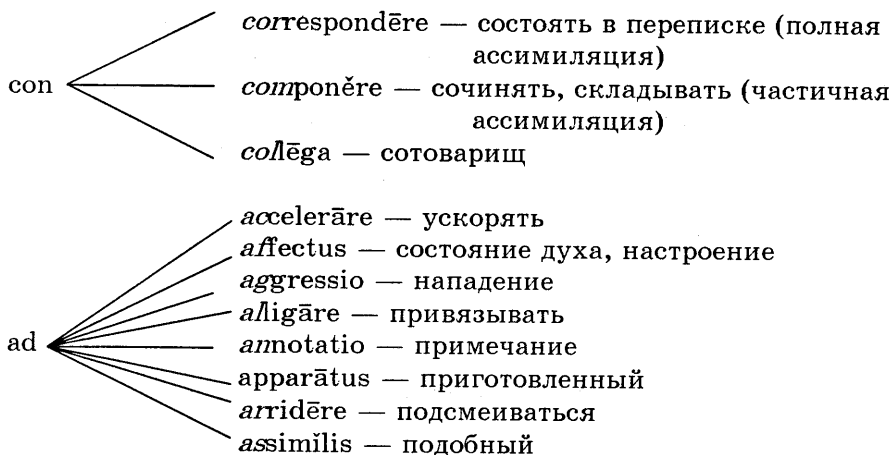 correspondēre — состоять в переписке (полная
ассимиляция)
con
componěre — сочинять, складывать (частичная
ассимиляция)
collēga — сотоварищ
accelerāre — ускорять
affectus — состояние духа, настроение
aggressio — нападение
alligāre — привязывать
ad
annotatio — примечание
apparātus — приготовленный
arridēre — подсмеиваться
assimĭlis — подобный